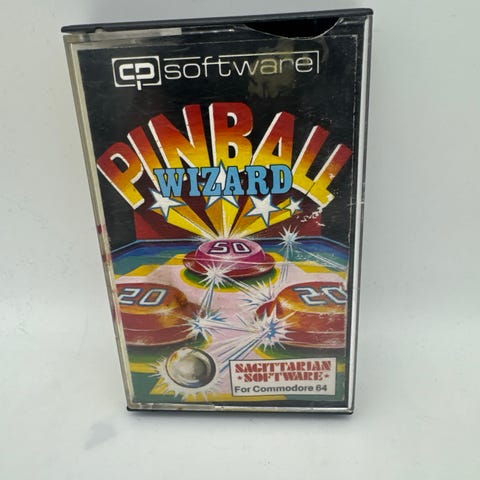 cp software
PINBALL
WIZARD
50
20 20
SAGITTARIAN
★ SOFTWARE ★
For Commodore 64